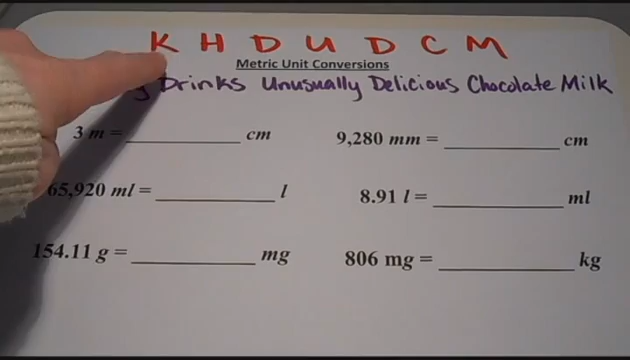 K H D U D C M
Metric Unit Conversions
Drinks Unusually Delicious Chocolate Milk
3 m = ____________ cm
9,280 mm = ____________ cm
65,920 ml = ____________ l
8.91 l = ____________ ml
154.11 g = ____________ mg
806 mg = ____________ kg